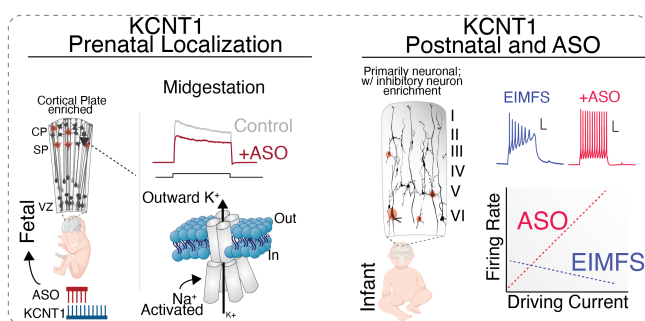 KCNT1
Prenatal Localization
Midgestation
Cortical Plate
enriched
CP
SP
VZ
Control
+ASO
Outward K⁺
Out
In
Na⁺
Activated
K+
Fetal
ASO
KCNT1
KCNT1
Postnatal and ASO
Primarily neuronal;
w/ inhibitory neuron
enrichment
I
II
III
IV
V
VI
Infant
EIMFS
+ASO
Firing Rate
ASO
EIMFS
Driving Current